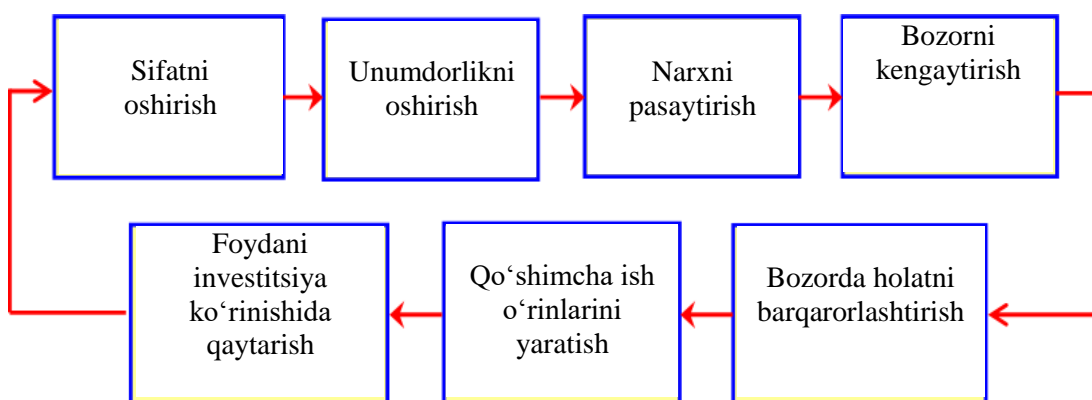 Sifatni
oshirish
Unumdorlikni
oshirish
Narxni
pasaytirish
Bozorni
kengaytirish
Foydani
investitsiya
ko‘rinishida
qaytarish
Qo‘shimcha ish
o‘rinlarini
yaratish
Bozorda holatni
barqarorlashtirish